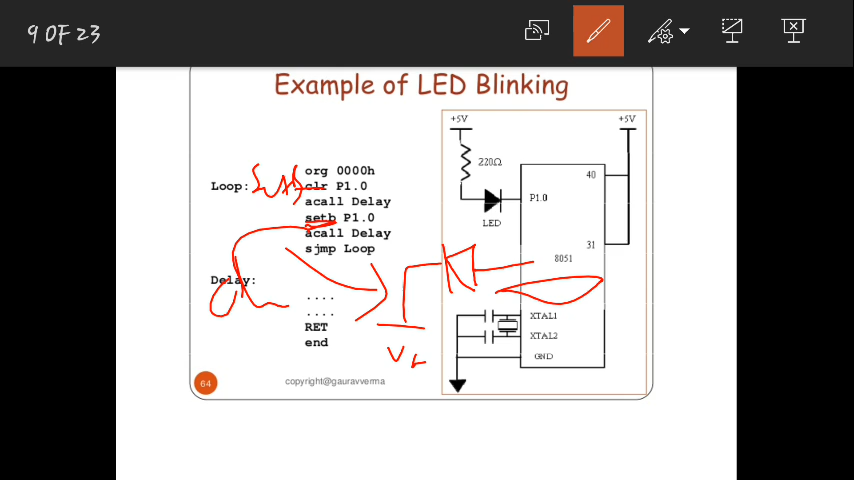 9 OF 23
Example of LED Blinking
org 0000h
Loop: clr P1.0
acall Delay
setb P1.0
acall Delay
sjmp Loop
Delay:
....
....
RET
end
+5V
+5V
220Ω
40
P1.0
LED
31
8051
XTAL1
XTAL2
GND
64
copyright@gauravverma